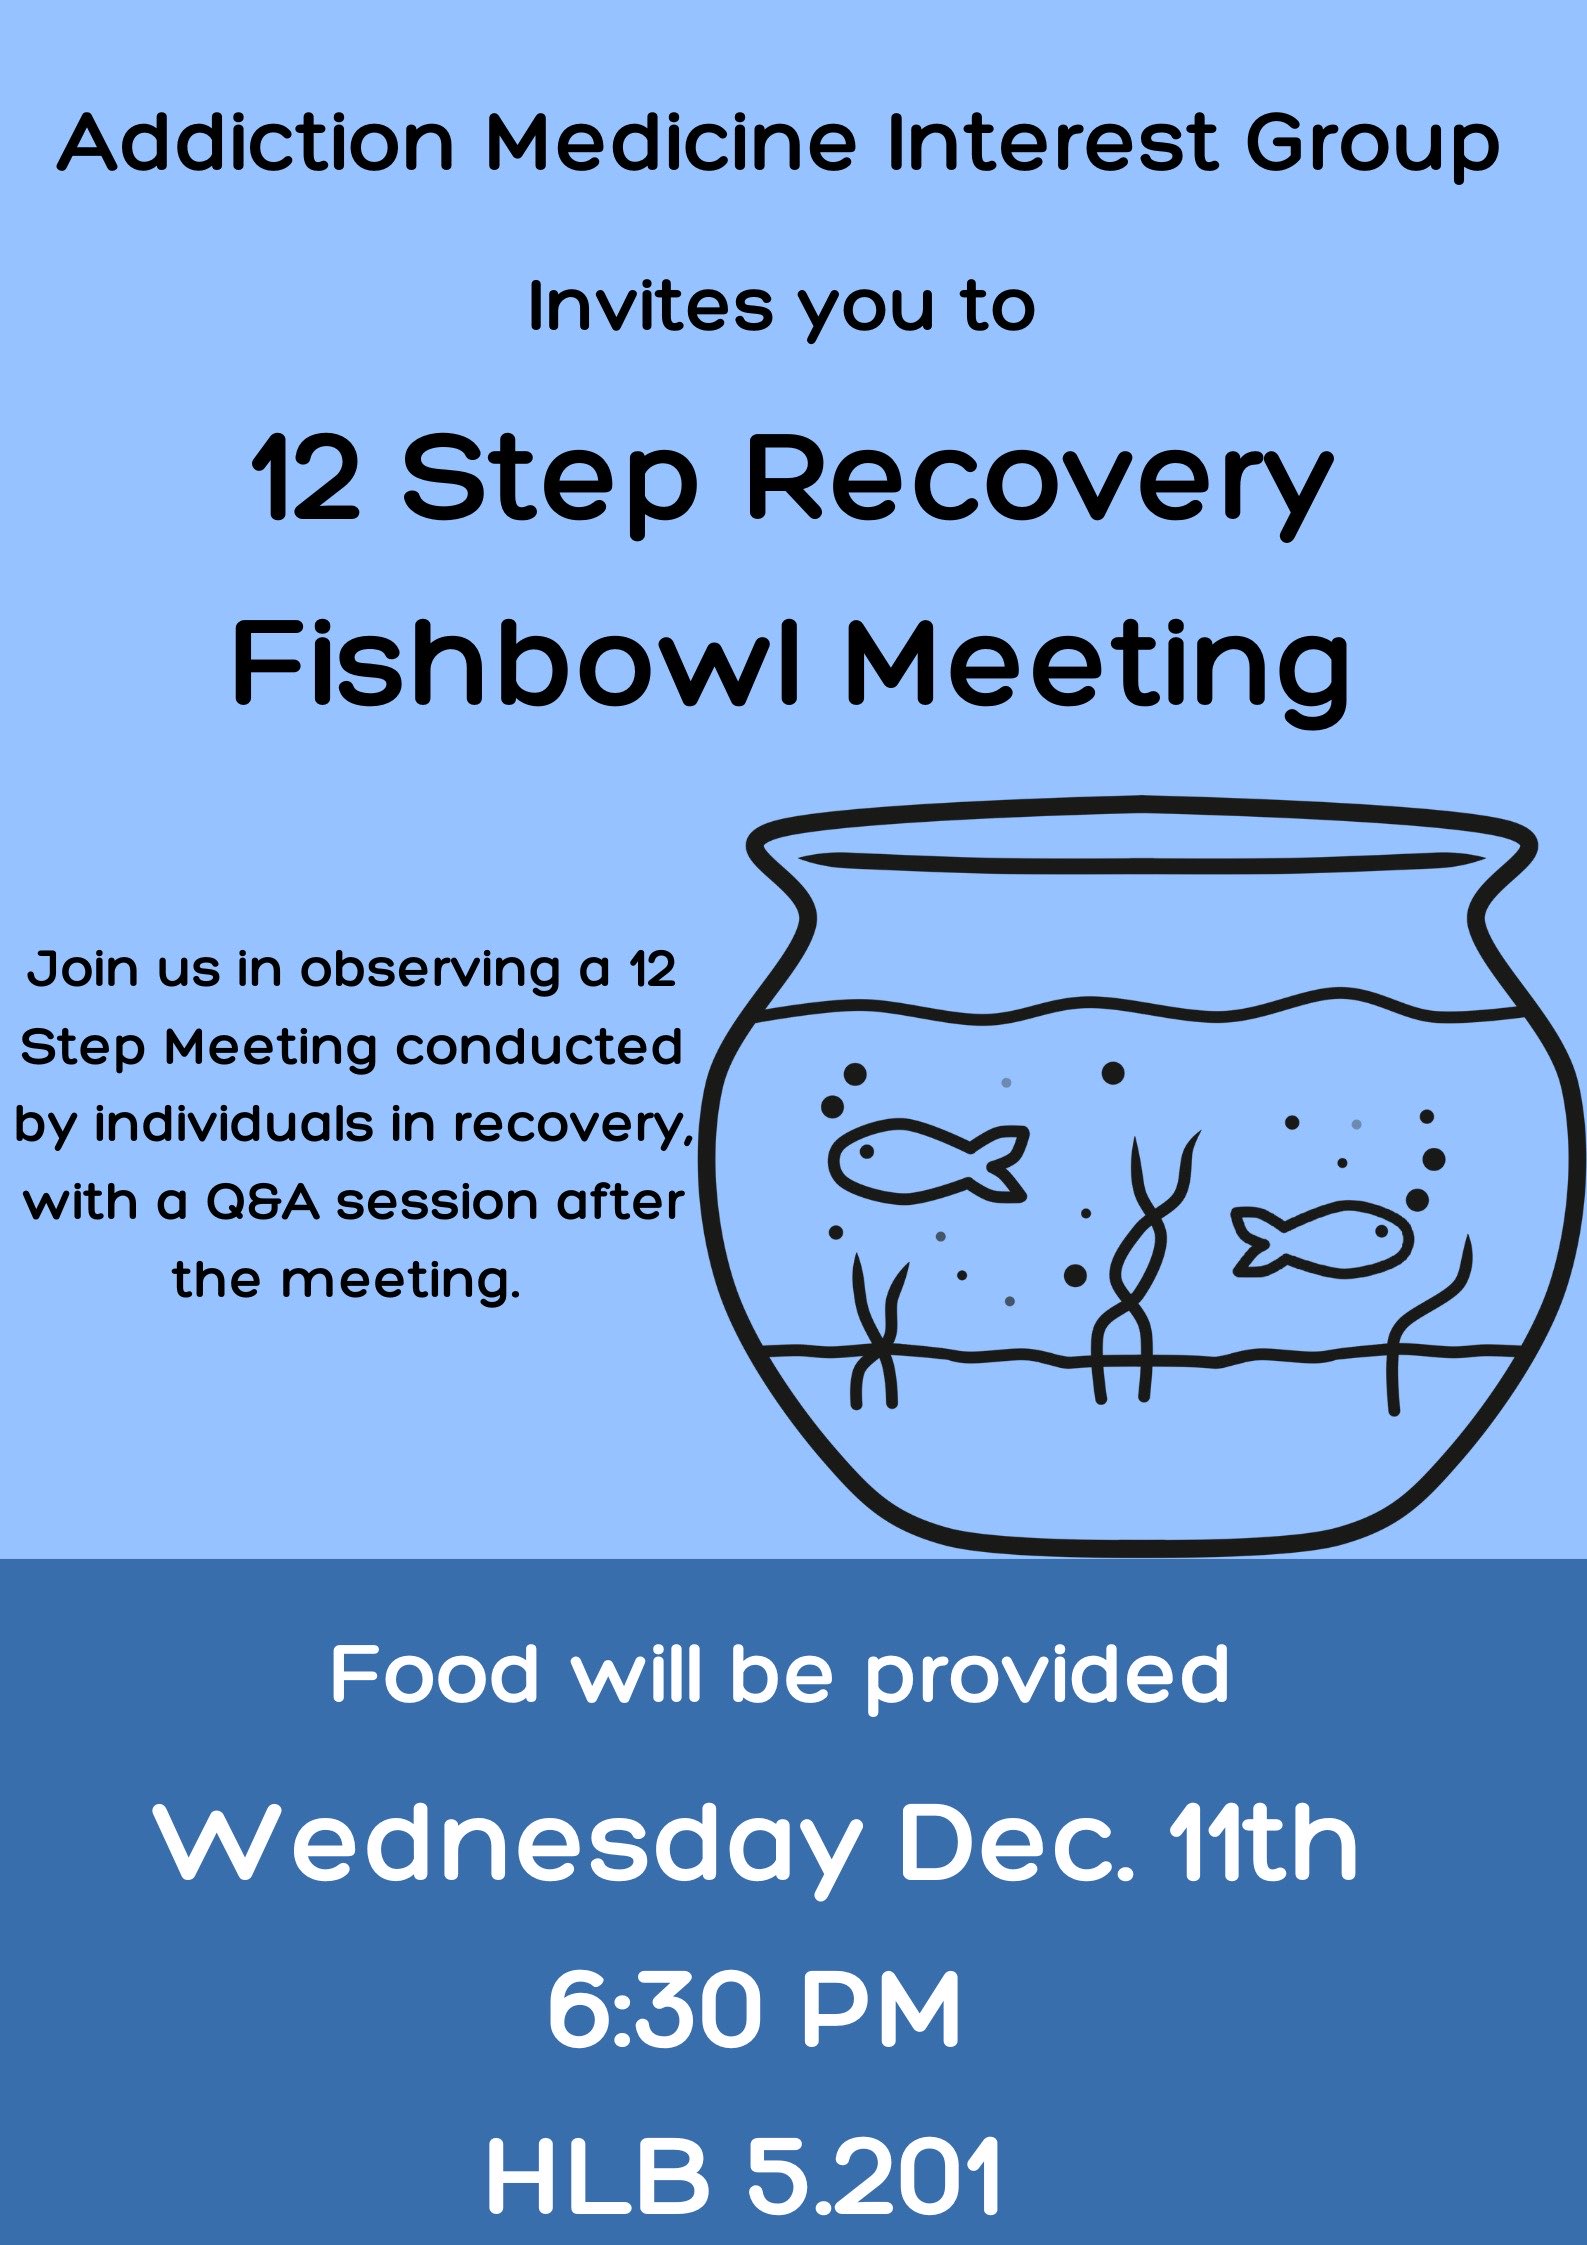 Addiction Medicine Interest Group
Invites you to
12 Step Recovery
Fishbowl Meeting
Join us in observing a 12
Step Meeting conducted
by individuals in recovery,
with a Q&A session after
the meeting.
Food will be provided
Wednesday Dec. 11th
6:30 PM
HLB 5.201